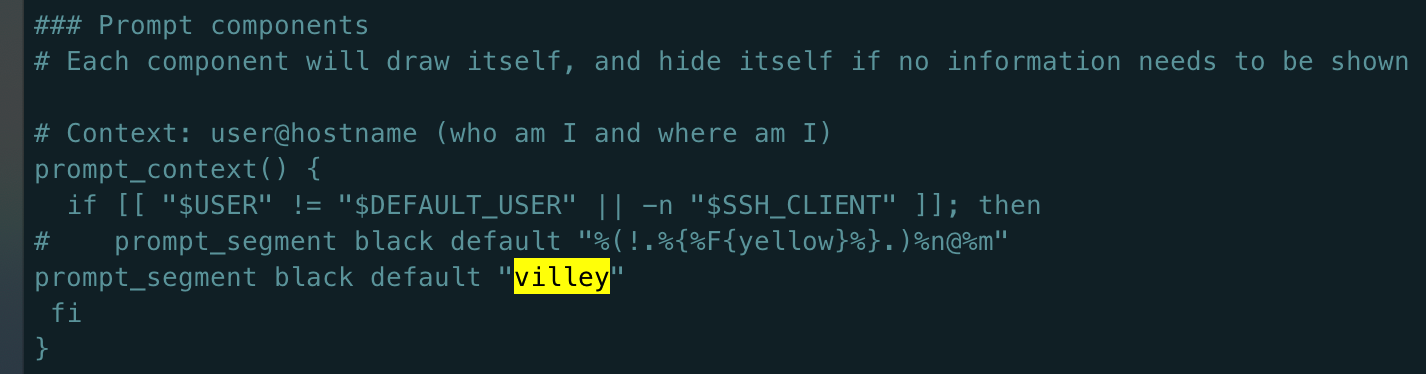 ### Prompt components
# Each component will draw itself, and hide itself if no information needs to be shown
# Context: user@hostname (who am I and where am I)
prompt_context() {
  if [[ "$USER" != "$DEFAULT_USER" || -n "$SSH_CLIENT" ]]; then
#    prompt_segment black default "%(!.%{%F{yellow}%}.)%n@%m"
prompt_segment black default "villey"
 fi
}